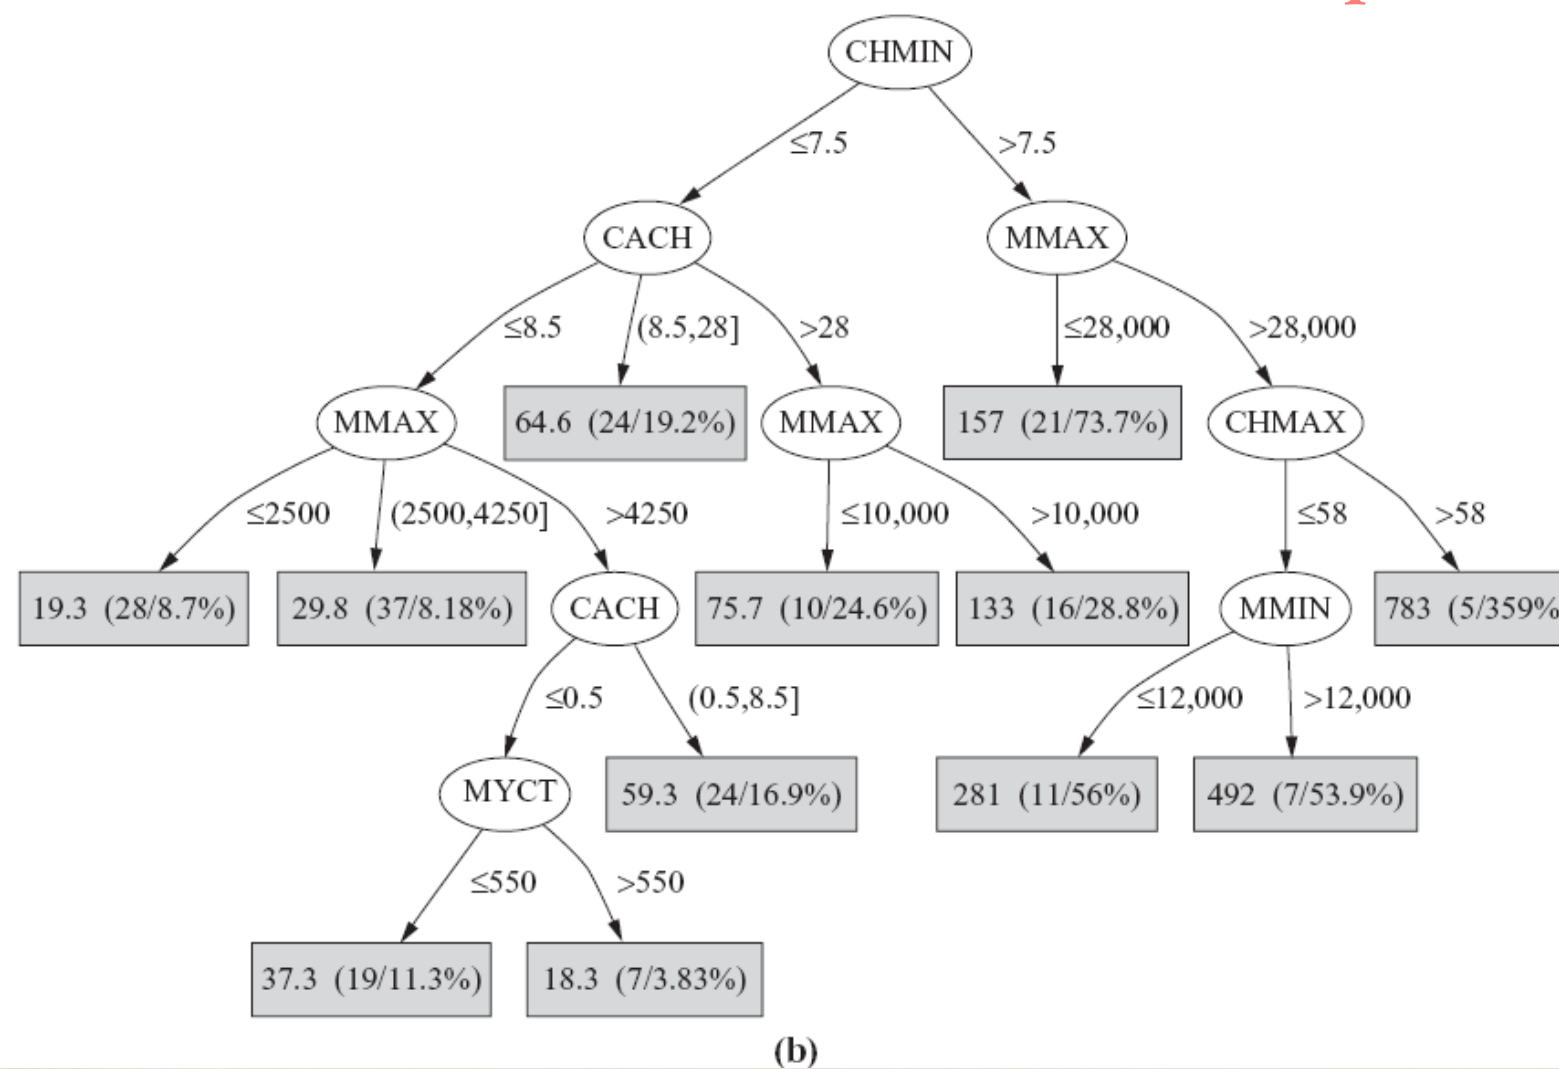 CHMIN
≤7.5 >7.5
CACH MMAX
≤8.5 (8.5,28] >28 ≤28,000 >28,000
MMAX 64.6 (24/19.2%) MMAX 157 (21/73.7%) CHMAX
≤2500 (2500,4250] >4250 ≤10,000 >10,000 ≤58 >58
19.3 (28/8.7%) 29.8 (37/8.18%) CACH 75.7 (10/24.6%) 133 (16/28.8%) MMIN 783 (5/359%
≤0.5 (0.5,8.5] ≤12,000 >12,000
MYCT 59.3 (24/16.9%) 281 (11/56%) 492 (7/53.9%)
≤550 >550
37.3 (19/11.3%) 18.3 (7/3.83%)
(b)